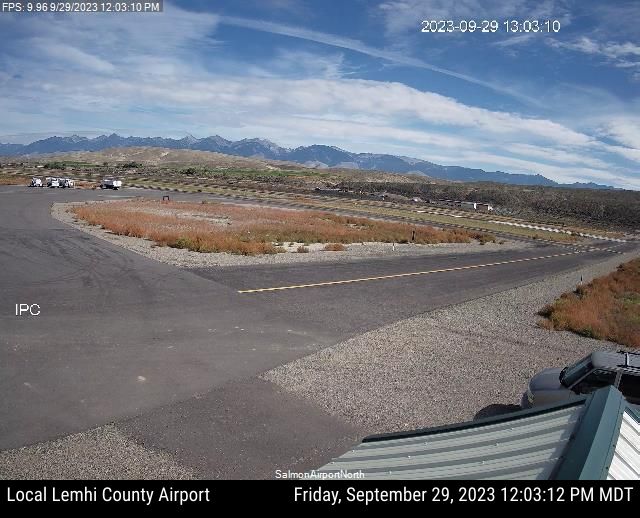 FPS: 9.96 9/29/2023 12:03:10 PM
2023-09-29 13:03:10
IPC
SalmonAirportNorth
Local Lemhi County Airport Friday, September 29, 2023 12:03:12 PM MDT